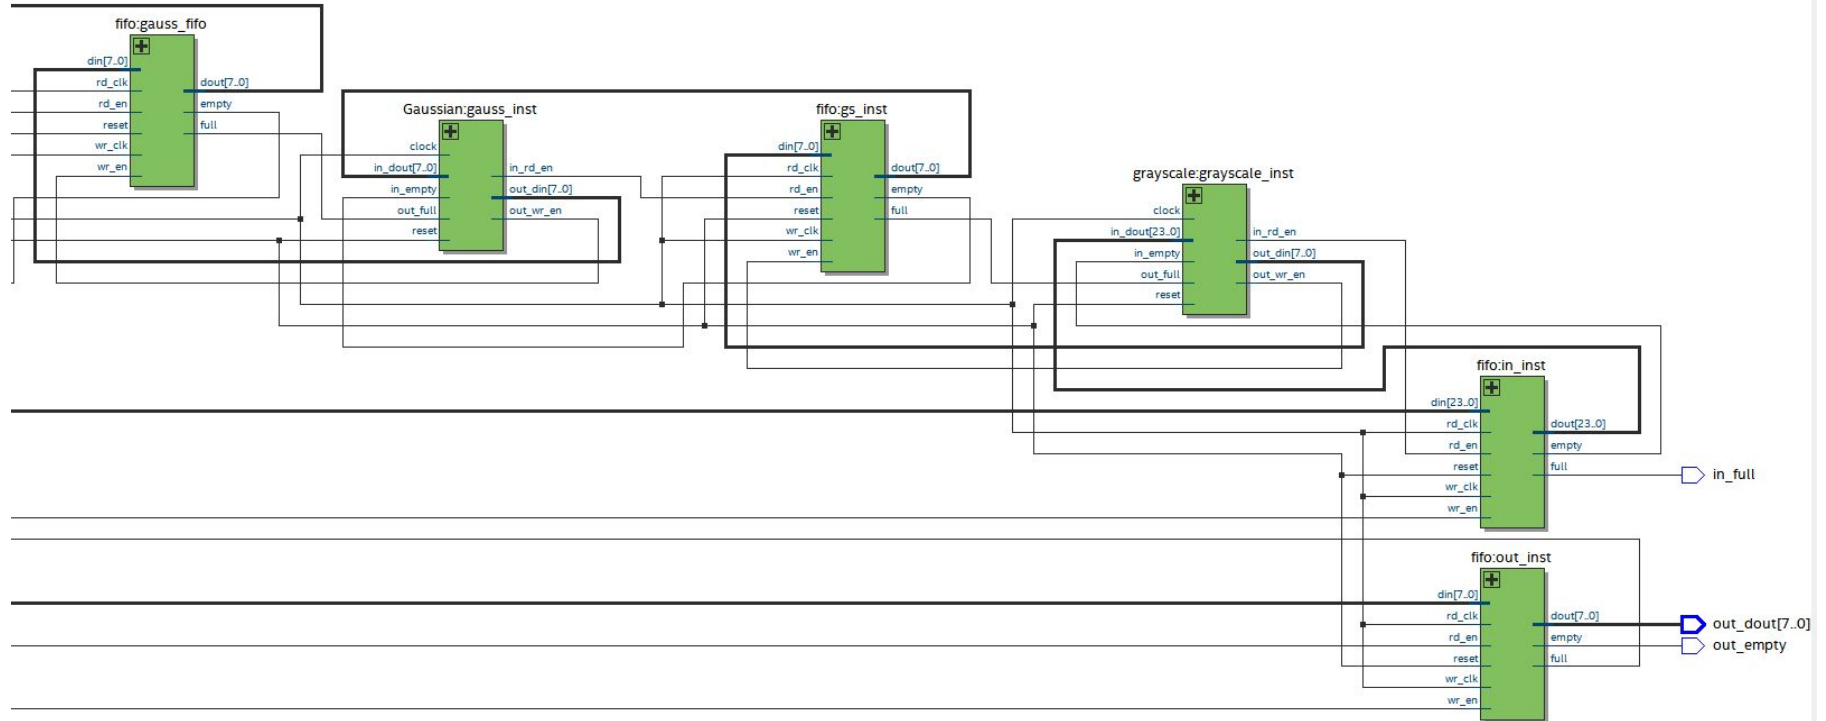 fifo:gauss_fifo
din[7..0]
rd_clk
rd_en
reset
wr_clk
wr_en
dout[7..0]
empty
full
Gaussian:gauss_inst
clock
in_dout[7..0]
in_empty
out_full
reset
in_rd_en
out_din[7..0]
out_wr_en
fifo:gs_inst
din[7..0]
rd_clk
rd_en
reset
wr_clk
wr_en
dout[7..0]
empty
full
grayscale:grayscale_inst
clock
in_dout[23..0]
in_empty
out_full
reset
in_rd_en
out_din[7..0]
out_wr_en
fifo:in_inst
din[23..0]
rd_clk
rd_en
reset
wr_clk
wr_en
dout[23..0]
empty
full
in_full
fifo:out_inst
din[7..0]
rd_clk
rd_en
reset
wr_clk
wr_en
dout[7..0]
empty
full
out_dout[7..0]
out_empty